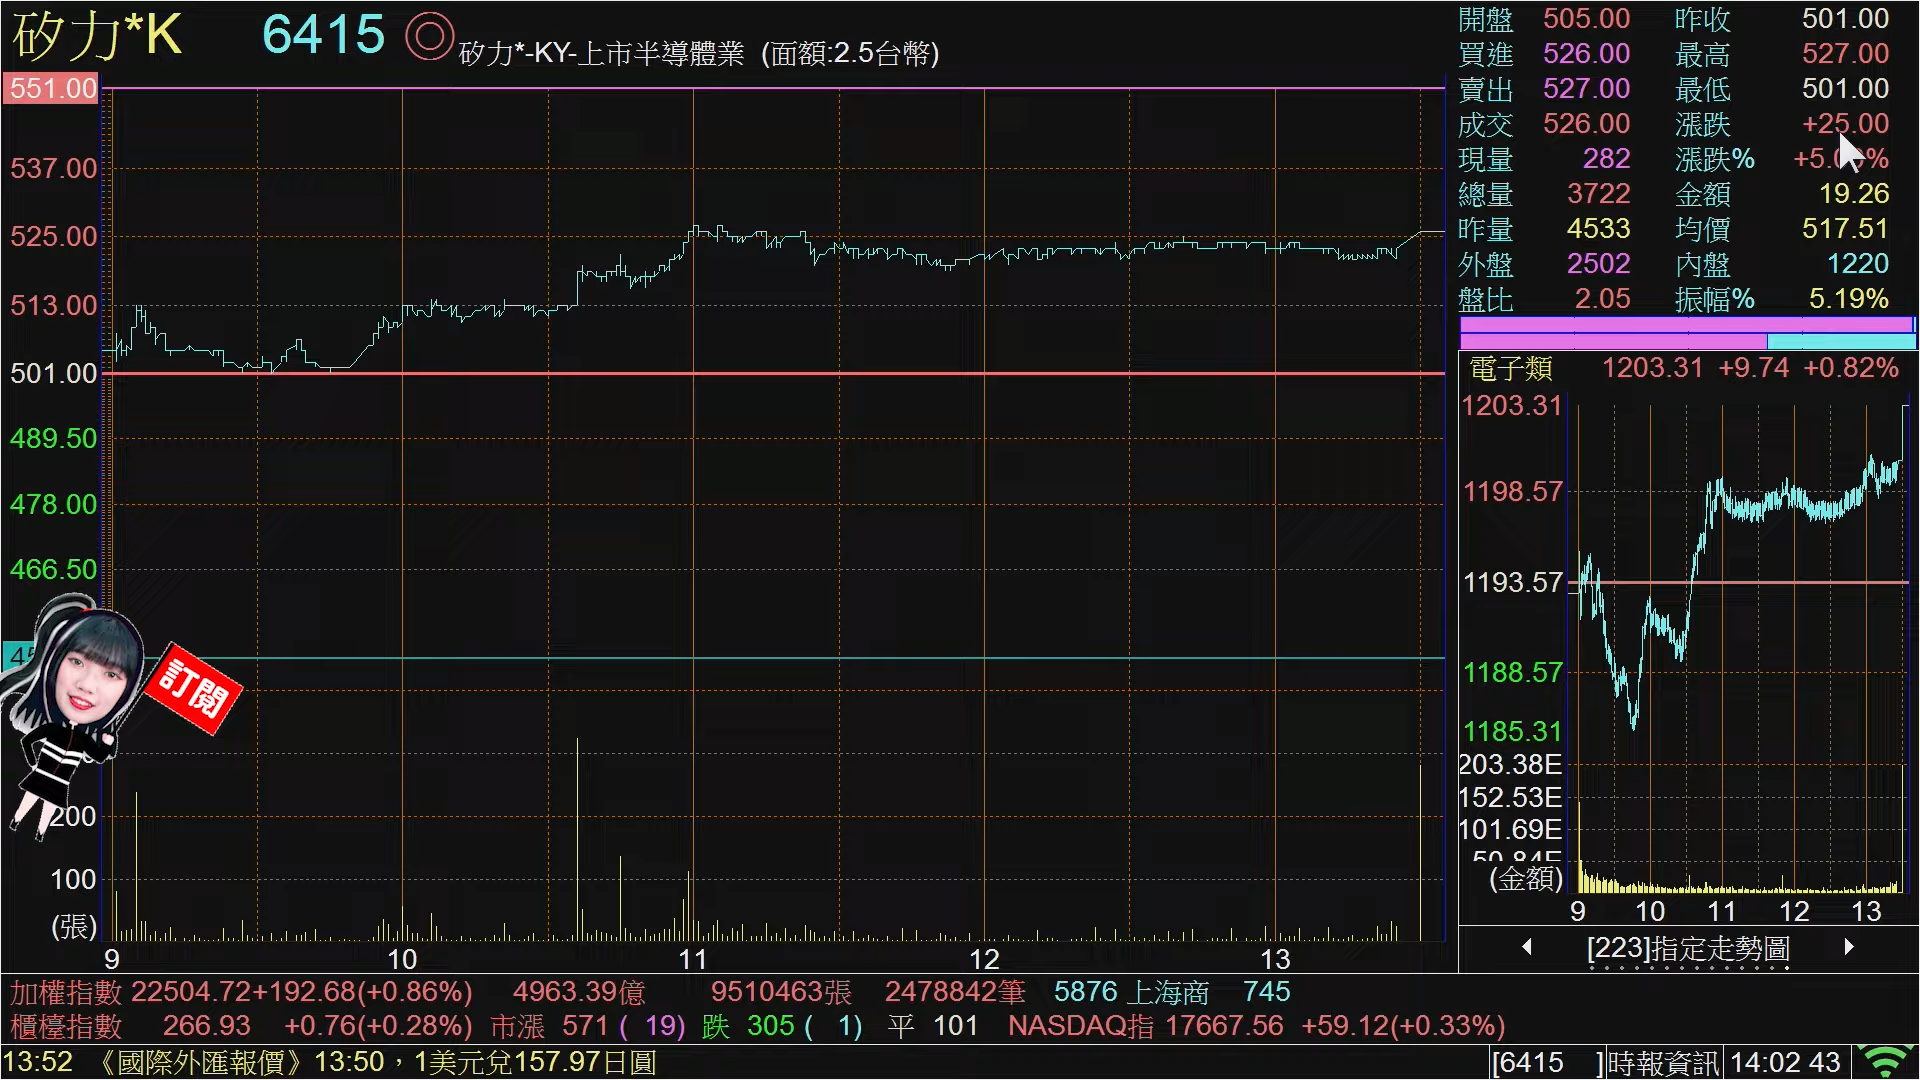 矽力*K 6415 ◎ 矽力*-KY-上市半導體業 (面額:2.5台幣)
551.00
537.00
525.00
513.00
501.00
489.50
478.00
466.50
訂閱
200
100
(張)
9 10 11 12 13
開盤 505.00 昨收 501.00
買進 526.00 最高 527.00
賣出 527.00 最低 501.00
成交 526.00 漲跌 +25.00
現量 282 漲跌%
總量 3722 金額 19.26
昨量 4533 均價 517.51
外盤 2502 內盤 1220
盤比 2.05 振幅% 5.19%
電子類 1203.31 +9.74 +0.82%
1203.31
1198.57
1193.57
1188.57
1185.31
203.38E
152.53E
101.69E
50.84E
(金額)
9 10 11 12 13
[223]指定走勢圖
加權指數 22504.72+192.68(+0.86%) 4963.39億 9510463張 2478842筆 5876 上海商 745
櫃檯指數 266.93 +0.76(+0.28%) 市漲 571 ( 19) 跌 305 ( 1) 平 101 NASDAQ指 17667.56 +59.12(+0.33%)
13:52 《國際外匯報價》13:50，1美元兌157.97日圓 [6415 ]時報資訊 14:02 43